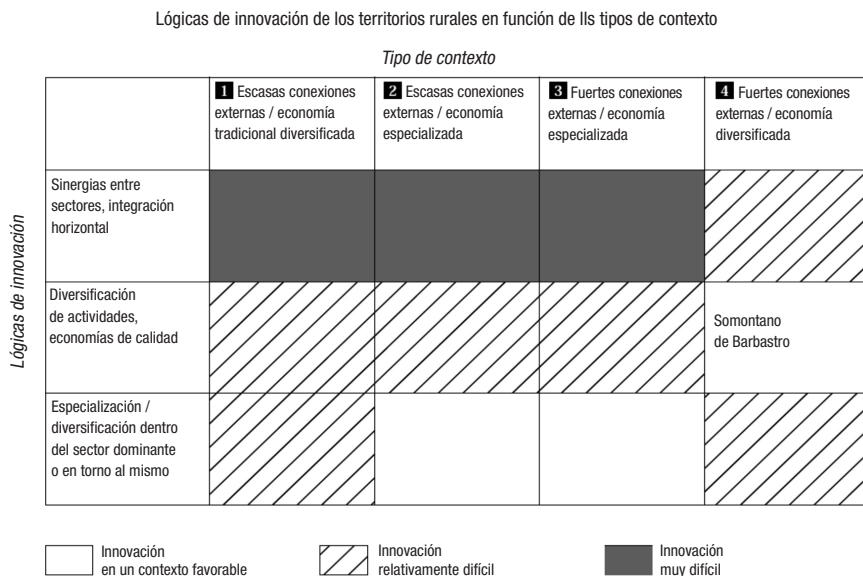 Lógicas de innovación de los territorios rurales en función de lls tipos de contexto
Tipo de contexto
1 Escasas conexiones
externas / economía
tradicional diversificada
2 Escasas conexiones
externas / economía
especializada
3 Fuertes conexiones
externas / economía
especializada
4 Fuertes conexiones
externas / economía
diversificada
Lógicas de innovación
Sinergias entre
sectores, integración
horizontal
Diversificación
de actividades,
economías de calidad
Somontano
de Barbastro
Especialización /
diversificación dentro
del sector dominante
o en torno al mismo
Innovación
en un contexto favorable
Innovación
relativamente difícil
Innovación
muy difícil